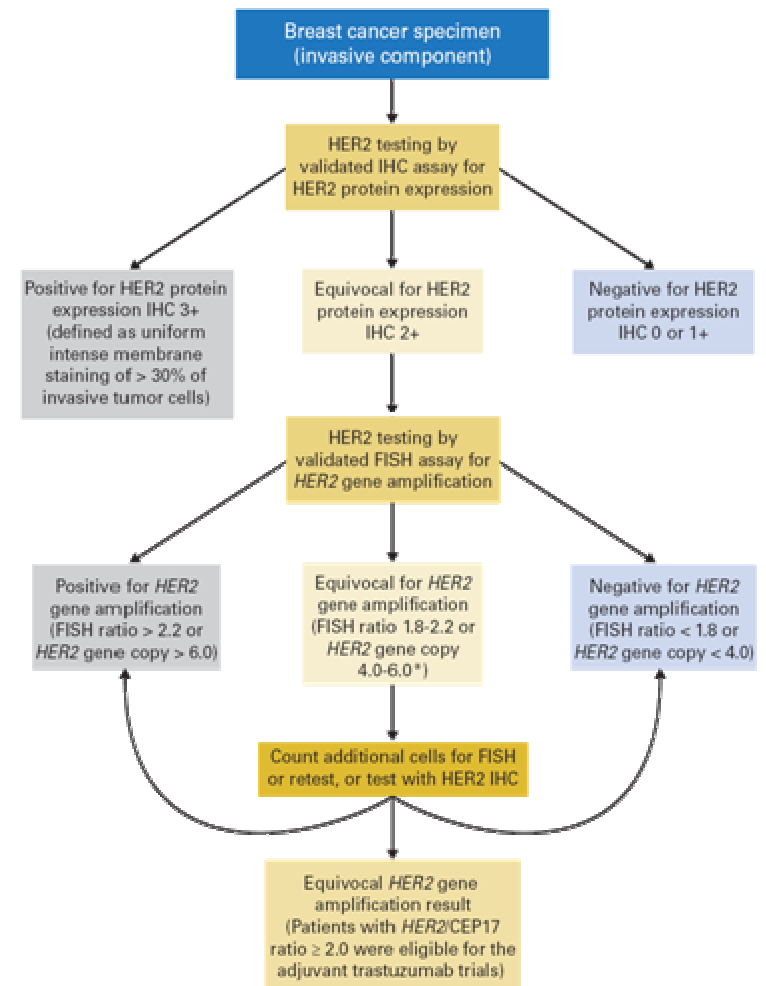 Breast cancer specimen
(invasive component)
HER2 testing by
validated IHC assay for
HER2 protein expression
Positive for HER2 protein
expression IHC 3+
(defined as uniform
intense membrane
staining of > 30% of
invasive tumor cells)
Equivocal for HER2
protein expression
IHC 2+
Negative for HER2
protein expression
IHC 0 or 1+
HER2 testing by
validated FISH assay for
HER2 gene amplification
Positive for HER2
gene amplification
(FISH ratio > 2.2 or
HER2 gene copy > 6.0)
Equivocal for HER2
gene amplification
(FISH ratio 1.8-2.2 or
HER2 gene copy
4.0-6.0*)
Negative for HER2
gene amplification
(FISH ratio < 1.8 or
HER2 gene copy < 4.0)
Count additional cells for FISH
or retest, or test with HER2 IHC
Equivocal HER2 gene
amplification result
(Patients with HER2/CEP17
ratio ≥ 2.0 were eligible for the
adjuvant trastuzumab trials)